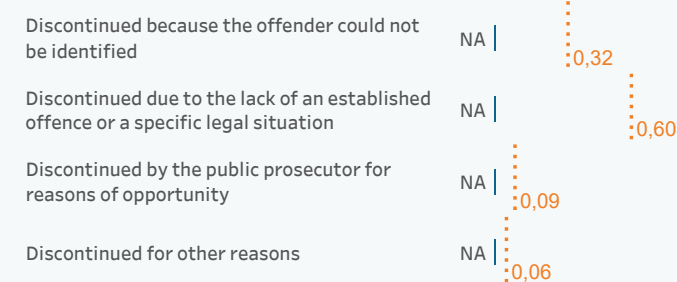 Discontinued because the offender could not
be identified
NA
0,32
Discontinued due to the lack of an established
offence or a specific legal situation
NA
0,60
Discontinued by the public prosecutor for
reasons of opportunity
NA
0,09
Discontinued for other reasons
NA
0,06